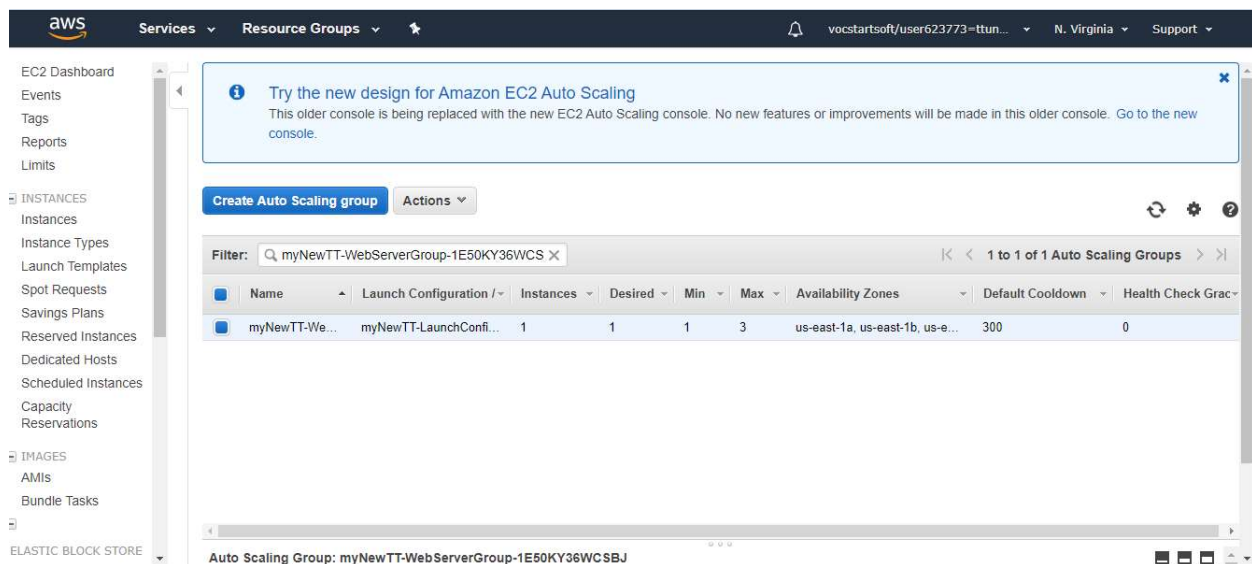 aws Services Resource Groups vocstartsoft/user623773=ttun... N. Virginia Support
EC2 Dashboard
Events
Tags
Reports
Limits
INSTANCES
Instances
Instance Types
Launch Templates
Spot Requests
Savings Plans
Reserved Instances
Dedicated Hosts
Scheduled Instances
Capacity
Reservations
IMAGES
AMIs
Bundle Tasks
ELASTIC BLOCK STORE
Try the new design for Amazon EC2 Auto Scaling
This older console is being replaced with the new EC2 Auto Scaling console. No new features or improvements will be made in this older console. Go to the new
console.
Create Auto Scaling group Actions
Filter: myNewTT-WebServerGroup-1E50KY36WCS 1 to 1 of 1 Auto Scaling Groups
Name Launch Configuration / Instances Desired Min Max Availability Zones Default Cooldown Health Check Grac
myNewTT-We... myNewTT-LaunchConfi... 1 1 1 3 us-east-1a, us-east-1b, us-e... 300 0
Auto Scaling Group: myNewTT-WebServerGroup-1E50KY36WCSBJ